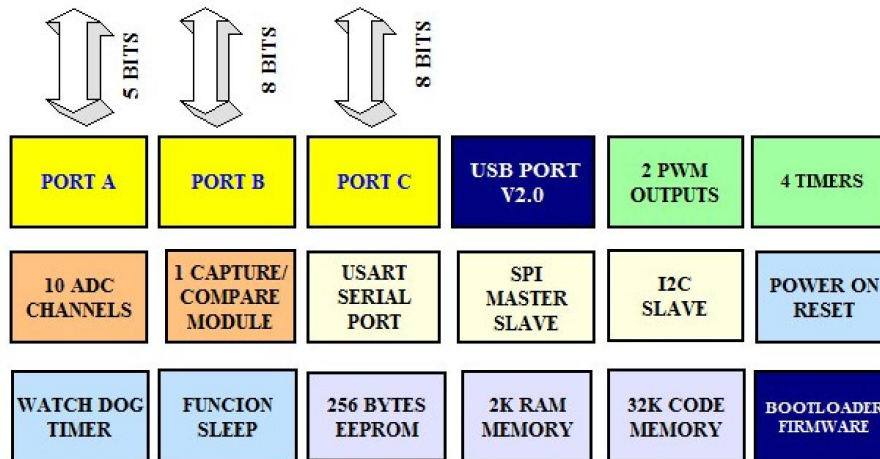 5 BITS
8 BITS
8 BITS
PORT A
PORT B
PORT C
USB PORT
V2.0
2 PWM
OUTPUTS
4 TIMERS
10 ADC
CHANNELS
1 CAPTURE/
COMPARE
MODULE
USART
SERIAL
PORT
SPI
MASTER
SLAVE
I2C
SLAVE
POWER ON
RESET
WATCH DOG
TIMER
FUNCION
SLEEP
256 BYTES
EEPROM
2K RAM
MEMORY
32K CODE
MEMORY
BOOTLOADER
FIRMWARE